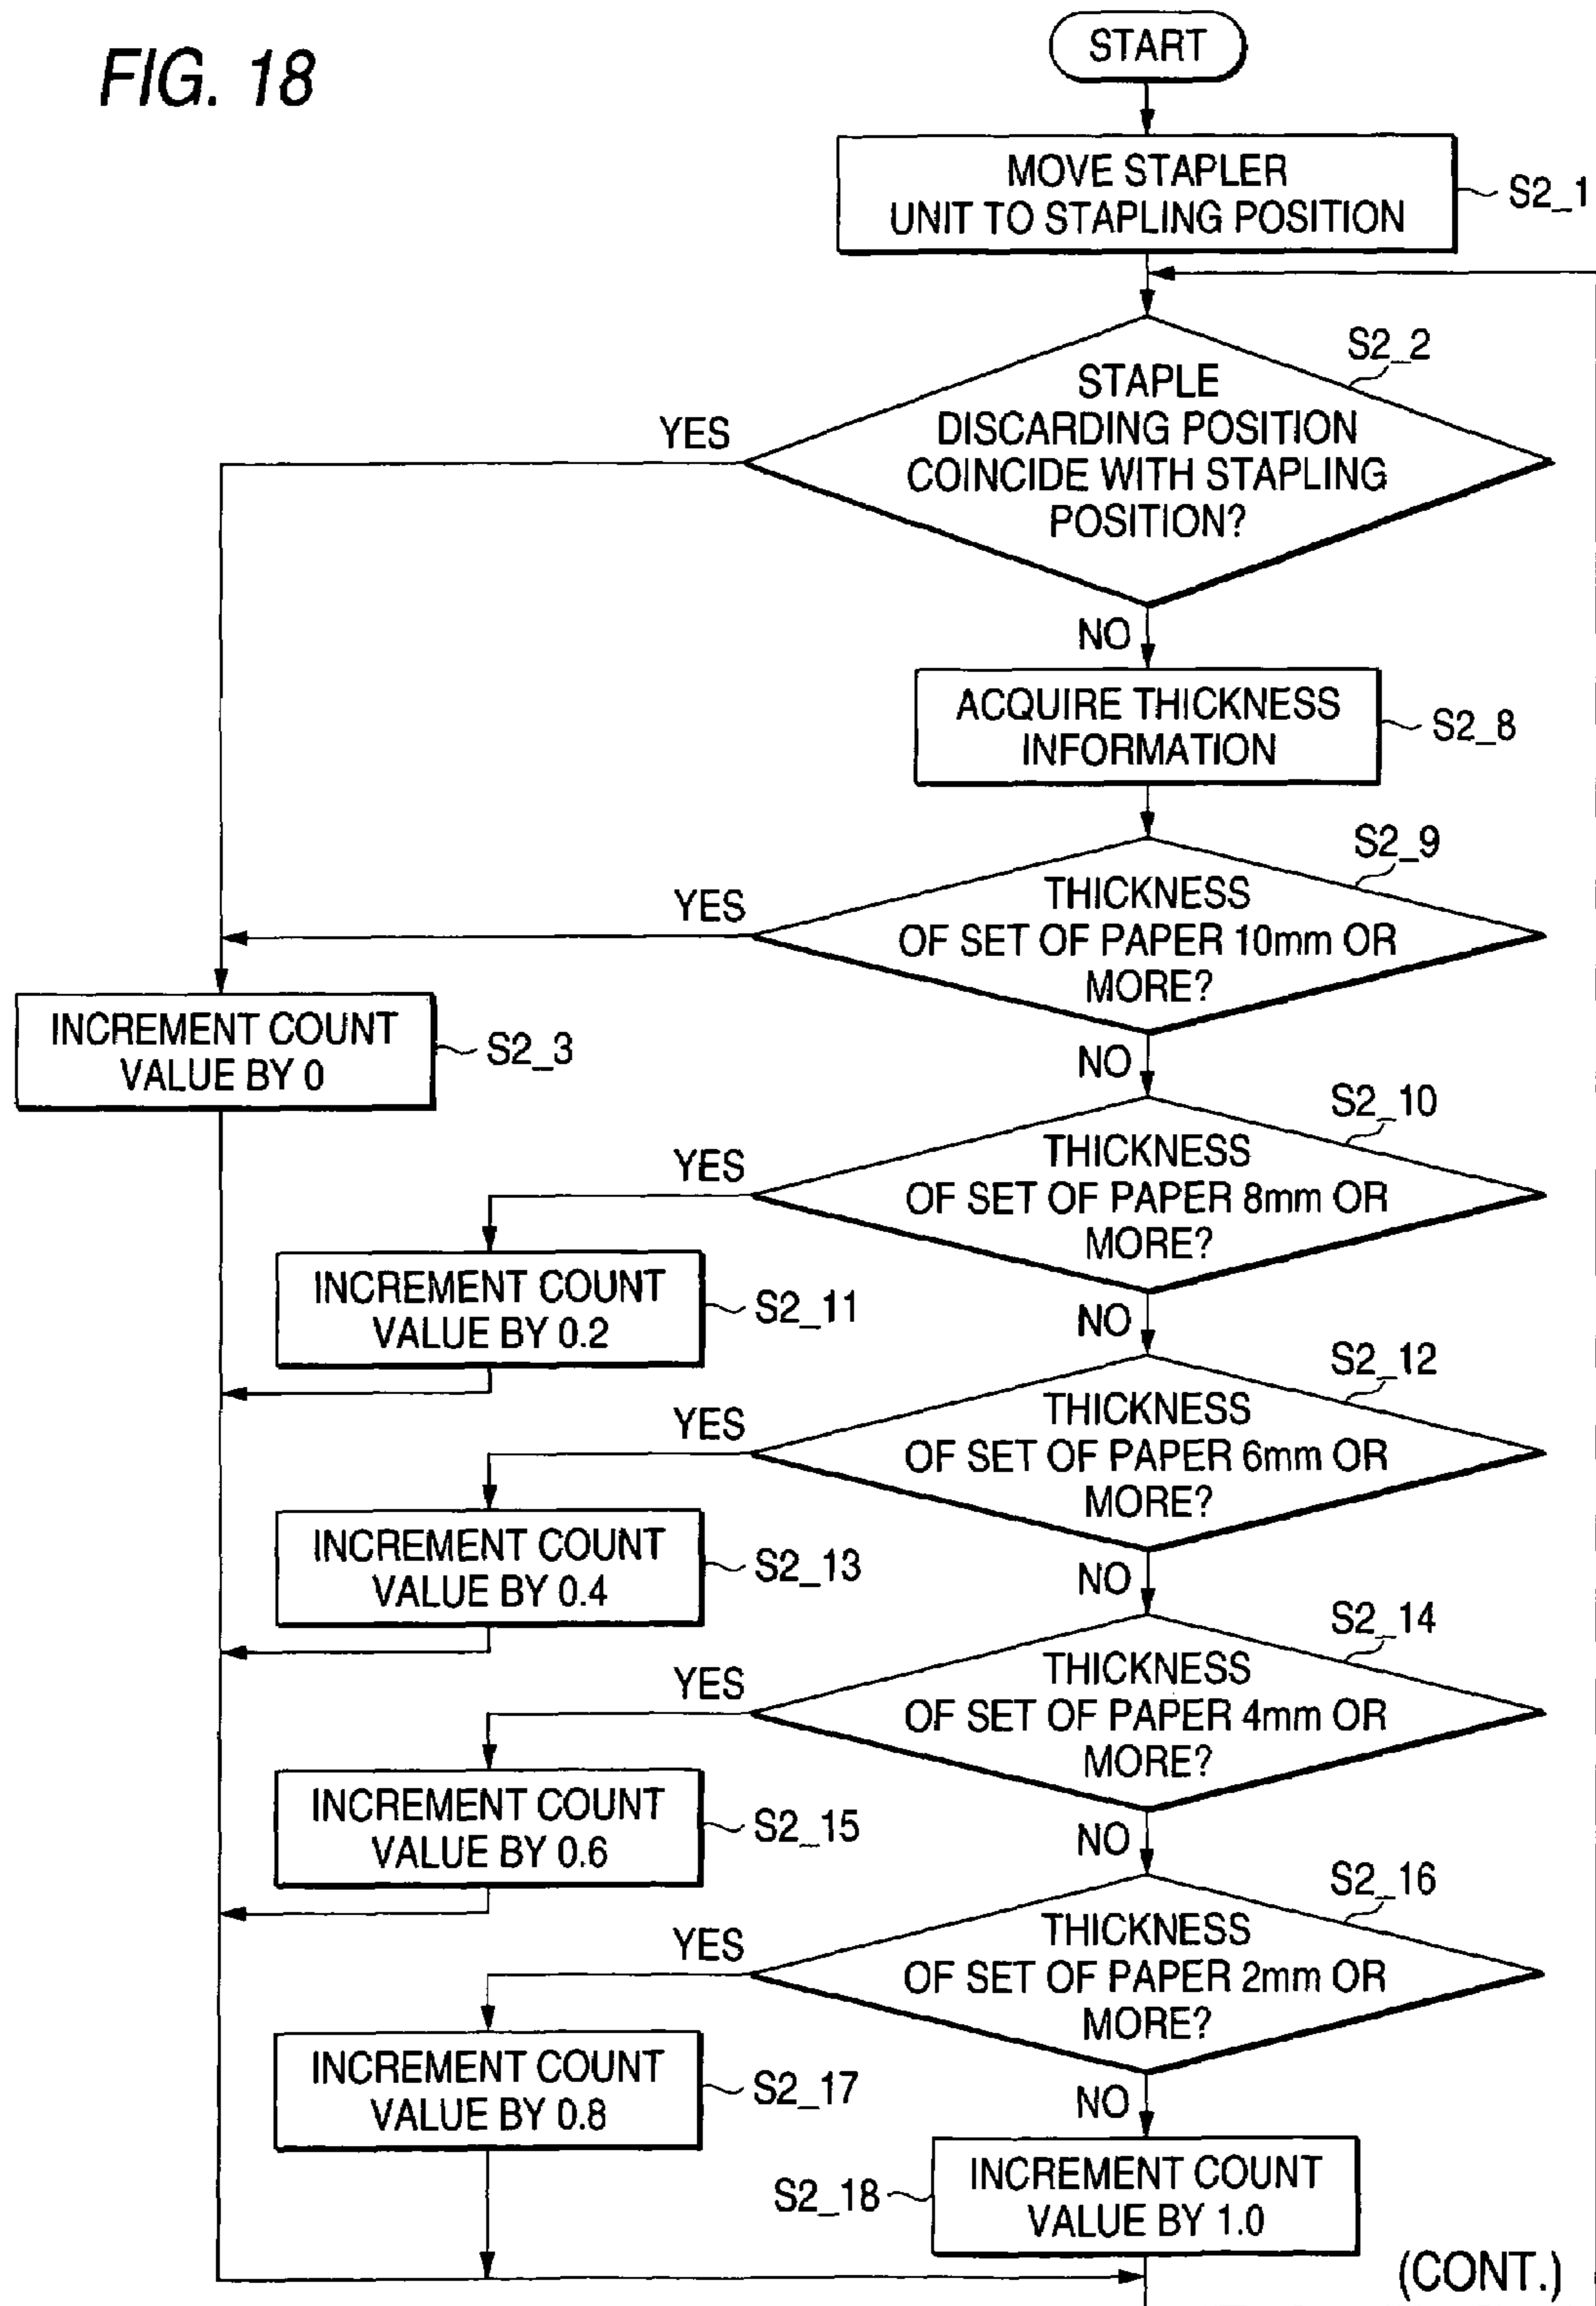 FIG. 18
START
MOVE STAPLER
UNIT TO STAPLING POSITION
S2_1
S2_2
STAPLE
DISCARDING POSITION
COINCIDE WITH STAPLING
POSITION?
YES
NO
ACQUIRE THICKNESS
INFORMATION
S2_8
S2_9
THICKNESS
OF SET OF PAPER 10mm OR
MORE?
YES
NO
INCREMENT COUNT
VALUE BY 0
S2_3
S2_10
THICKNESS
OF SET OF PAPER 8mm OR
MORE?
YES
NO
INCREMENT COUNT
VALUE BY 0.2
S2_11
S2_12
THICKNESS
OF SET OF PAPER 6mm OR
MORE?
YES
NO
INCREMENT COUNT
VALUE BY 0.4
S2_13
S2_14
THICKNESS
OF SET OF PAPER 4mm OR
MORE?
YES
NO
INCREMENT COUNT
VALUE BY 0.6
S2_15
S2_16
THICKNESS
OF SET OF PAPER 2mm OR
MORE?
YES
NO
INCREMENT COUNT
VALUE BY 0.8
S2_17
S2_18
INCREMENT COUNT
VALUE BY 1.0
(CONT.)